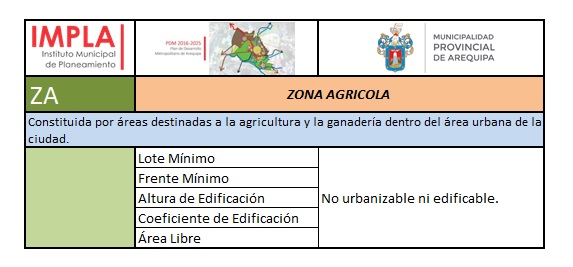 IMPLA
Instituto Municipal
de Planeamiento
PDM 2016-2025
Plan de Desarrollo
Metropolitano de Arequipa
MUNICIPALIDAD
PROVINCIAL
DE AREQUIPA
ZA
ZONA AGRICOLA
Constituida por áreas destinadas a la agricultura y la ganadería dentro del área urbana de la
ciudad.
Lote Mínimo
Frente Mínimo
Altura de Edificación
Coeficiente de Edificación
Área Libre
No urbanizable ni edificable.